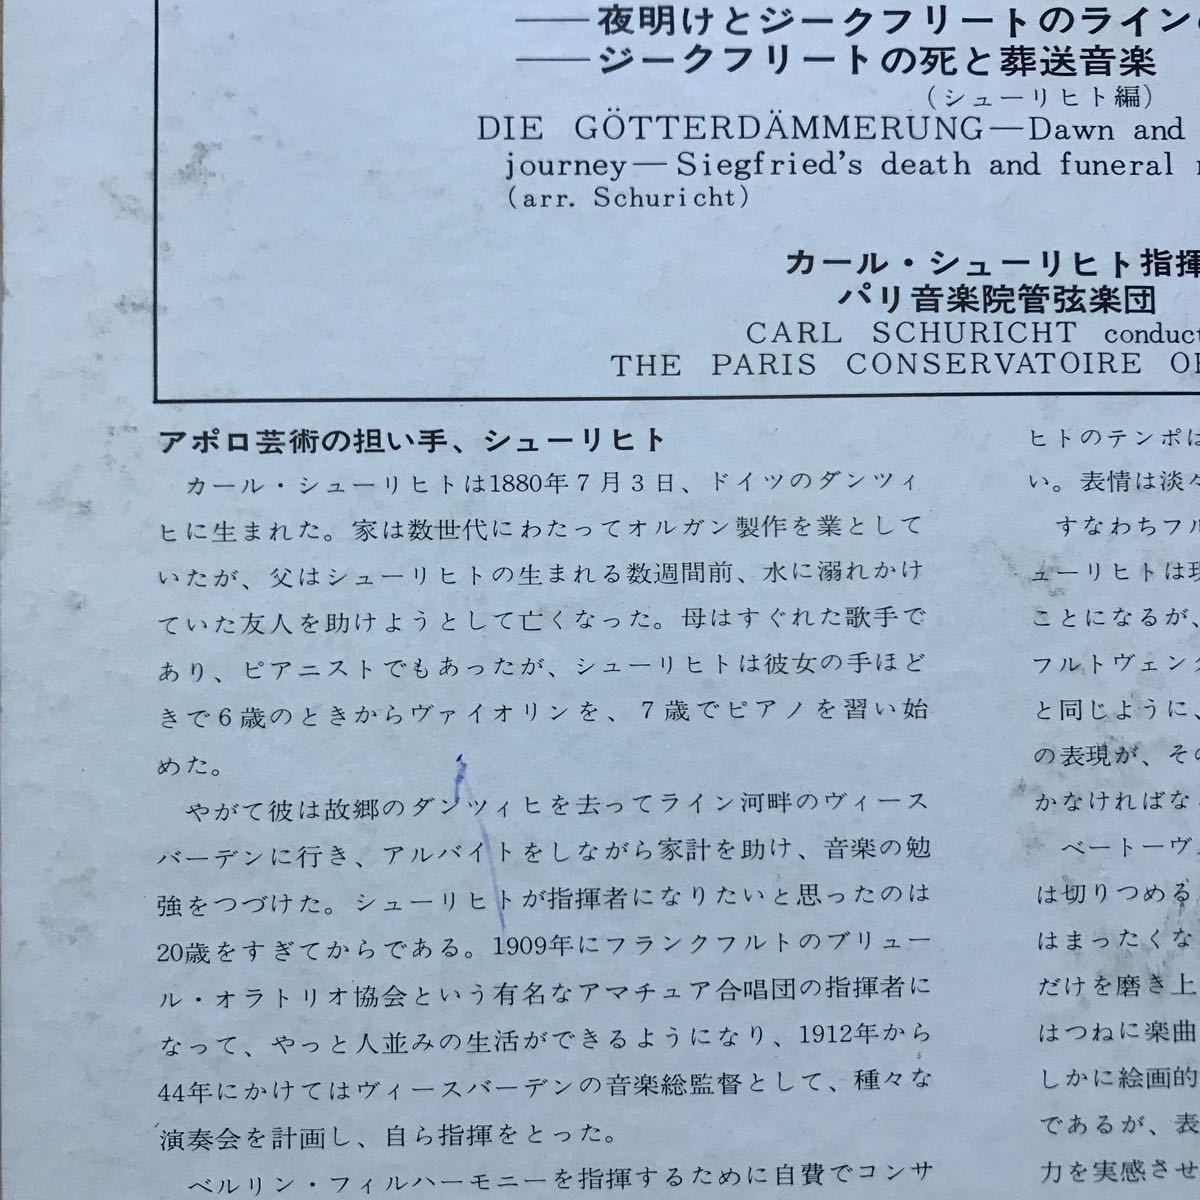 ――夜明けとジークフリートのライン
――ジークフリートの死と葬送音楽
(シューリヒト編)
DIE GÖTTERDÄMMERUNG—Dawn and
journey—Siegfried's death and funeral
(arr. Schuricht)
カール・シューリヒト指揮
パリ音楽院管弦楽団
CARL SCHURICHT conduct
THE PARIS CONSERVATOIRE
アポロ芸術の担い手、シューリヒト
カール・シューリヒトは1880年7月3日、ドイツのダンツィ
ヒに生まれた。家は数世代にわたってオルガン製作を業として
いたが、父はシューリヒトの生まれる数週間前、水に溺れかけ
ていた友人を助けようとして亡くなった。母はすぐれた歌手で
あり、ピアニストでもあったが、シューリヒトは彼女の手ほど
きで6歳のときからヴァイオリンを、7歳でピアノを習い始
めた。
やがて彼は故郷のダンツィヒを去ってライン河畔のヴィース
バーデンに行き、アルバイトをしながら家計を助け、音楽の勉
強をつづけた。シューリヒトが指揮者になりたいと思ったのは
20歳をすぎてからである。1909年にフランクフルトのブリュー
ル・オラトリオ協会という有名なアマチュア合唱団の指揮者に
なって、やっと人並みの生活ができるようになり、1912年から
44年にかけてはヴィースバーデンの音楽総監督として、種々な
演奏会を計画し、自ら指揮をとった。
ベルリン・フィルハーモニーを指揮するために自費でコンサ
ヒトのテンポは
い。表情は淡々
すなわちフル
ューリヒトは現
ことになるが、
フルトヴェン
と同じように、
の表現が、その
かなければな
ベートーヴ
は切りつめる
はまったくな
だけを磨き上
はつねに楽曲
しかに絵画的
であるが、表
力を実感させ